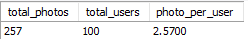 total_photos total_users photo_per_user
257 100 2.5700